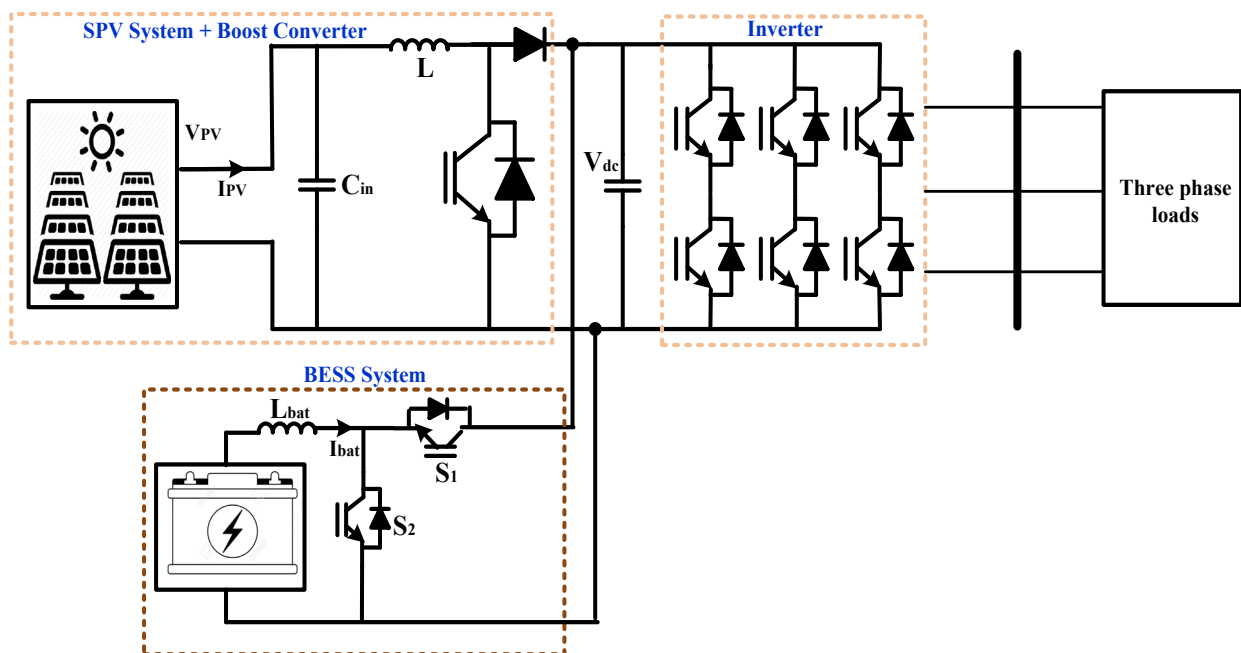 SPV System + Boost Converter
Inverter
L
VPV
IPV
Cin
Vdc
Three phase
loads
BESS System
Lbat
Ibat
S1
S2